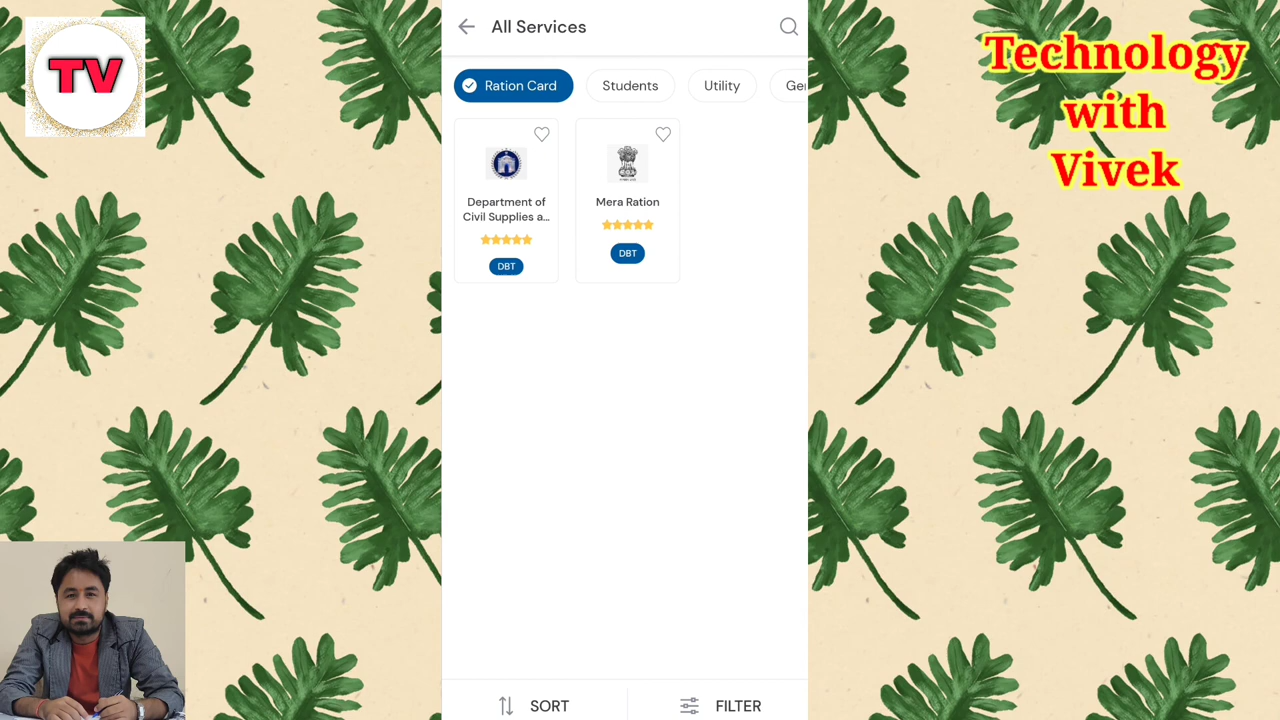 TV
All Services
Technology
with
Vivek
Ration Card
Students
Utility
Ge
Department of
Civil Supplies a...
DBT
Mera Ration
DBT
SORT
FILTER